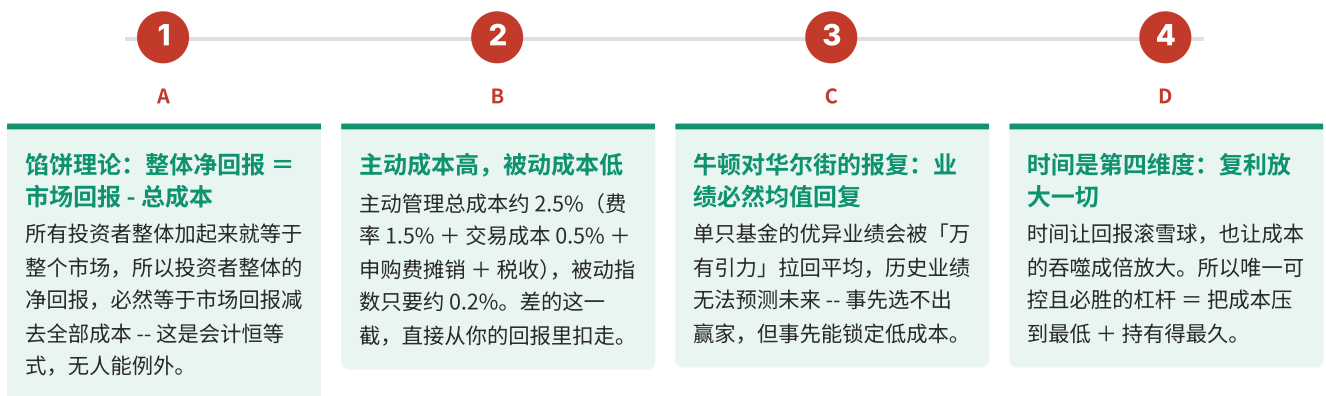 1
A
馅饼理论：整体净回报 ＝
市场回报 - 总成本
所有投资者整体加起来就等于
整个市场，所以投资者整体的
净回报，必然等于市场回报减
去全部成本 -- 这是会计恒等
式，无人能例外。
2
B
主动成本高，被动成本低
主动管理总成本约 2.5%（费
率 1.5% ＋ 交易成本 0.5% ＋
申购费摊销 ＋ 税收），被动指
数只要约 0.2%。差的这一
截，直接从你的回报里扣走。
3
C
牛顿对华尔街的报复：业
绩必然均值回复
单只基金的优异业绩会被「万
有引力」拉回平均，历史业绩
无法预测未来 -- 事先选不出
赢家，但事先能锁定低成本。
4
D
时间是第四维度：复利放
大一切
时间让回报滚雪球，也让成本
的吞噬成倍放大。所以唯一可
控且必胜的杠杆 ＝ 把成本压
到最低 ＋ 持有得最久。